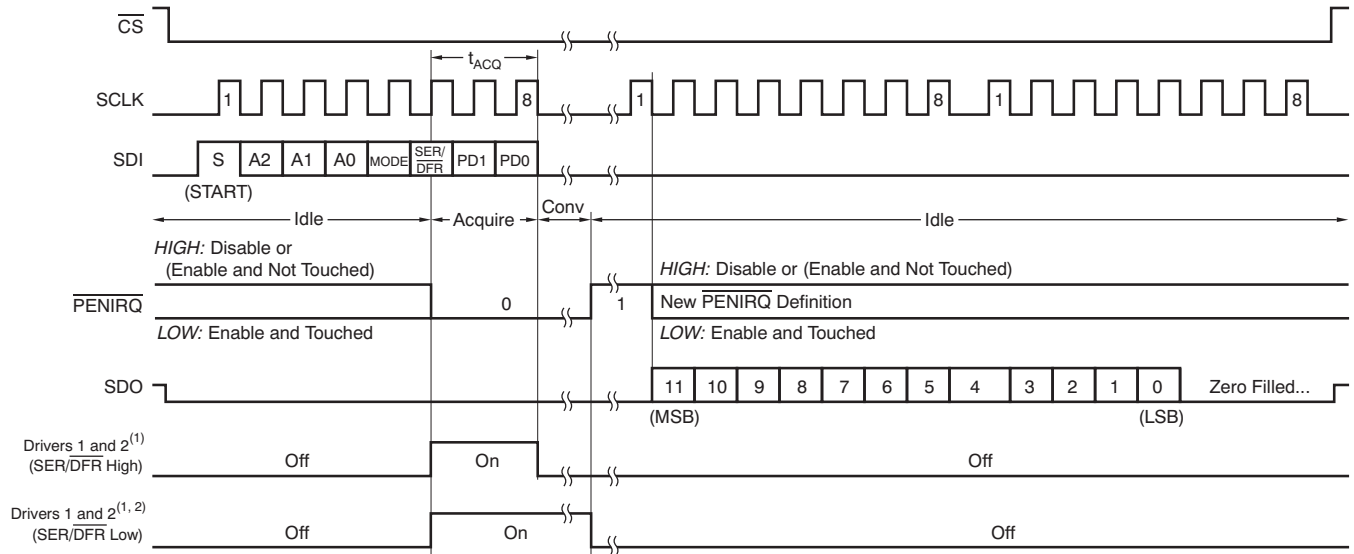 CS
t_ACQ
SCLK 1 8 1 8 1 8
SDI S A2 A1 A0 MODE SER/DFR PD1 PD0
(START)
Idle Acquire Conv Idle
HIGH: Disable or
(Enable and Not Touched)
HIGH: Disable or (Enable and Not Touched)
PENIRQ 0 1 New PENIRQ Definition
LOW: Enable and Touched
LOW: Enable and Touched
SDO 11 10 9 8 7 6 5 4 3 2 1 0 Zero Filled...
(MSB) (LSB)
Drivers 1 and 2(1)
(SER/DFR High)
Off On Off
Drivers 1 and 2(1, 2)
(SER/DFR Low)
Off On Off